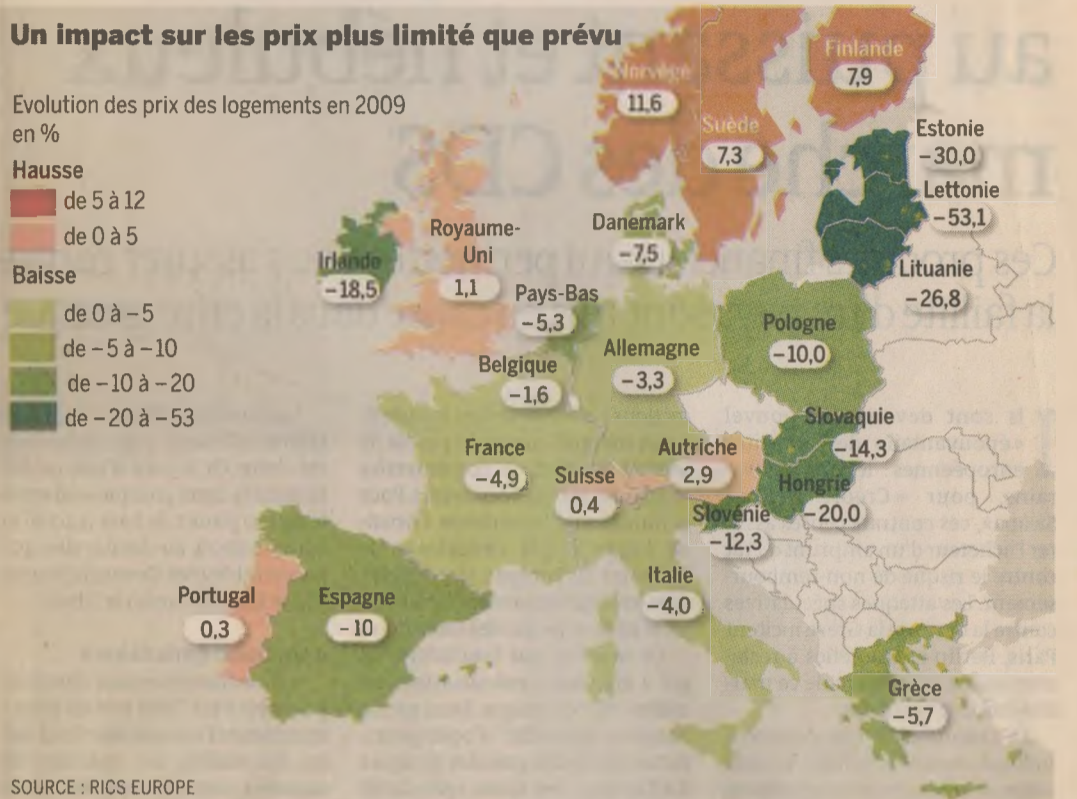 Un impact sur les prix plus limité que prévu
Evolution des prix des logements en 2009
en %
Hausse
de 5 à 12
de 0 à 5
Baisse
de 0 à –5
de –5 à –10
de –10 à –20
de –20 à –53
Norvège
11,6
Suède
7,3
Finlande
7,9
Estonie
–30,0
Lettonie
–53,1
Lituanie
–26,8
Danemark
–7,5
Royaume-
Uni
1,1
Irlande
–18,5
Pays-Bas
–5,3
Belgique
–1,6
Allemagne
–3,3
Pologne
–10,0
Slovaquie
–14,3
Hongrie
–20,0
Autriche
2,9
Slovénie
–12,3
France
–4,9
Suisse
0,4
Italie
–4,0
Portugal
0,3
Espagne
–10
Grèce
–5,7
SOURCE : RICS EUROPE